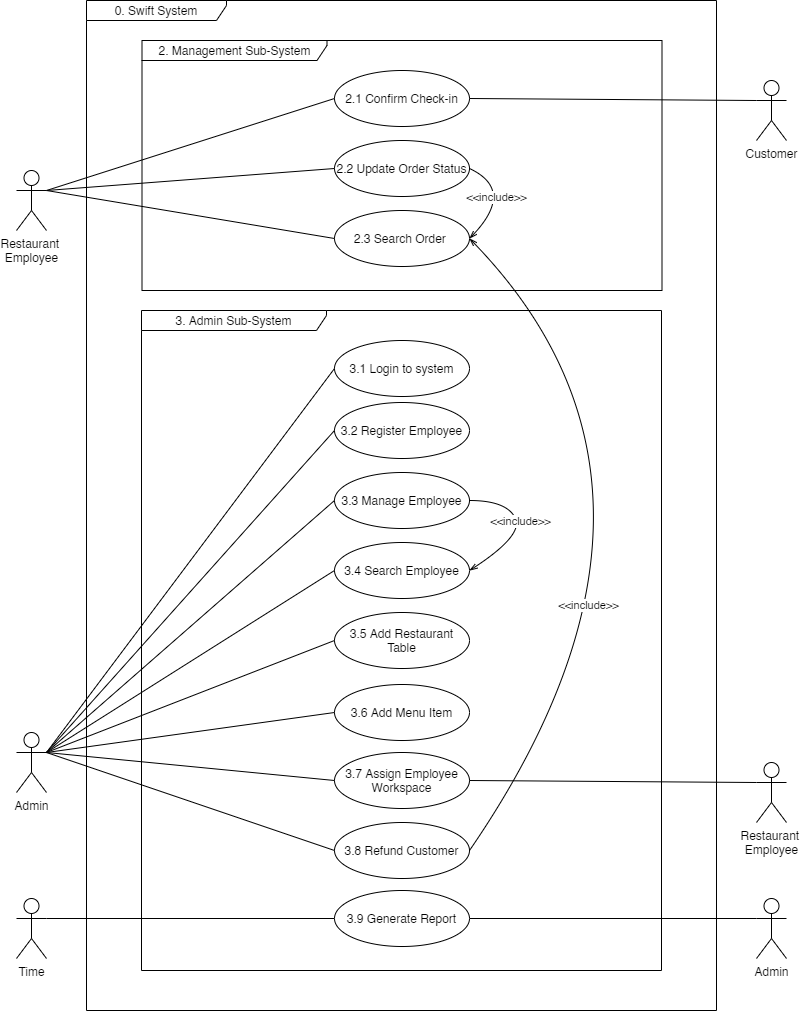 0. Swift System
2. Management Sub-System
2.1 Confirm Check-in
Customer
2.2 Update Order Status
<<include>>
Restaurant
Employee
2.3 Search Order
3. Admin Sub-System
3.1 Login to system
3.2 Register Employee
3.3 Manage Employee
<<include>>
3.4 Search Employee
<<include>>
3.5 Add Restaurant
Table
3.6 Add Menu Item
3.7 Assign Employee
Workspace
Admin
Restaurant
Employee
3.8 Refund Customer
3.9 Generate Report
Time
Admin